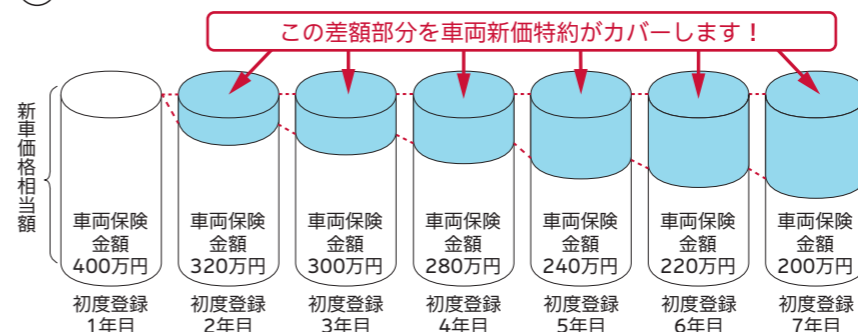 この差額部分を車両新価特約がカバーします！
新車価格相当額
車両保険
金額
400万円
車両保険
金額
320万円
車両保険
金額
300万円
車両保険
金額
280万円
車両保険
金額
240万円
車両保険
金額
220万円
車両保険
金額
200万円
初度登録
1年目
初度登録
2年目
初度登録
3年目
初度登録
4年目
初度登録
5年目
初度登録
6年目
初度登録
7年目